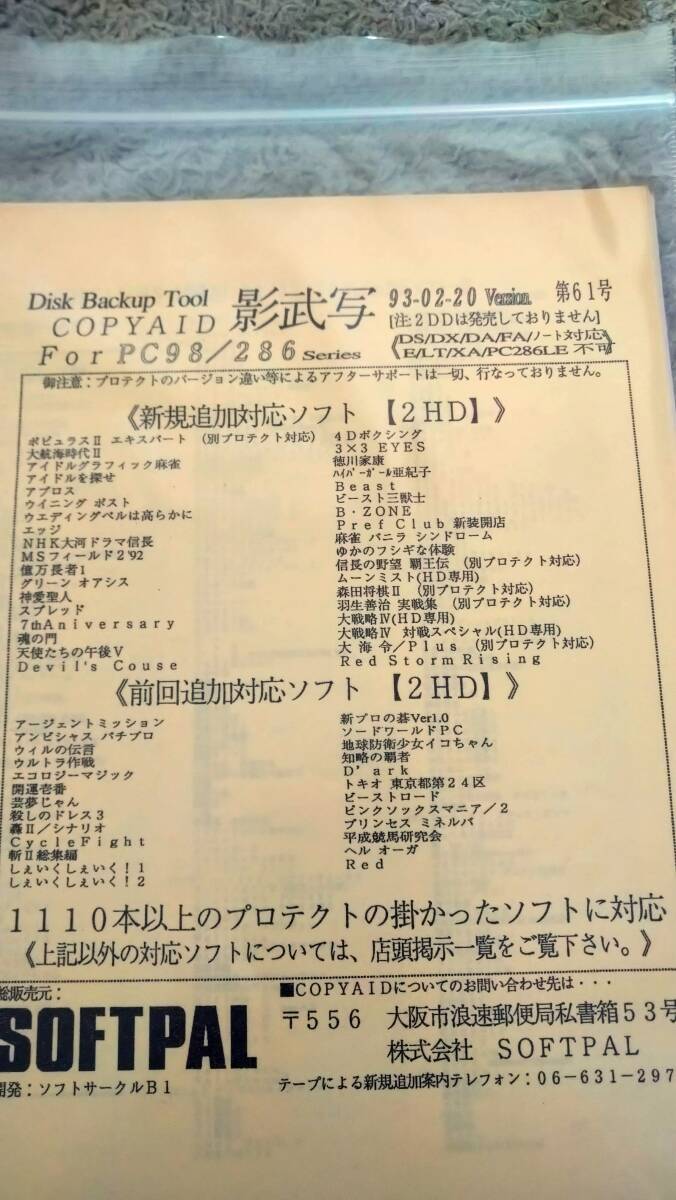 Disk Backup Tool
COPYAID 影武写 93-02-20 Version. 第61号
For PC98/286 Series
[注:2DDは発売しておりません]
(DS/DX/DA/FA/ノート対応)
(E/LT/XA/PC286LE 不可)
御注意:プロテクトのバージョン違い等によるアフターサポートは一切、行なっておりません。
《新規追加対応ソフト 【2HD】》
ポピュラスⅡ エキスパート (別プロテクト対応)
大航海時代Ⅱ
アイドルグラフィック麻雀
アイドルを探せ
アプロス
ウイニング ポスト
ウエディングベルは高らかに
エッジ
NHK大河ドラマ信長
MSフィールド2'92
億万長者1
グリーン オアシス
神愛聖人
スプレッド
7thAniversary
魂の門
天使たちの午後Ⅴ
Devil's Couse
4Dボクシング
3×3 EYES
徳川家康
ハイパーガール亜紀子
Beast
ビースト三獣士
B・ZONE
Pref Club 新装開店
麻雀 バニラ シンドローム
ゆかのフシギな体験
信長の野望 覇王伝 (別プロテクト対応)
ムーンミスト(HD専用)
森田将棋Ⅱ (別プロテクト対応)
羽生善治 実戦集 (別プロテクト対応)
大戦略Ⅳ(HD専用)
大戦略Ⅳ 対戦スペシャル(HD専用)
大 海 令/Plus (別プロテクト対応)
Red Storm Rising
《前回追加対応ソフト 【2HD】》
アージェントミッション
アンビシャス パチプロ
ウィルの伝言
ウルトラ作戦
エコロジーマジック
開運壱番
芸夢じゃん
殺しのドレス3
轟Ⅱ/シナリオ
CycleFight
斬Ⅱ総集編
しぇいくしぇいく!1
しぇいくしぇいく!2
新プロの碁Ver1.0
ソードワールドPC
地球防衛少女イコちゃん
知略の覇者
D'ark
トキオ 東京都第24区
ビーストロード
ピンクソックスマニア/2
プリンセス ミネルバ
平成競馬研究会
ヘル オーガ
Red
1110本以上のプロテクトの掛かったソフトに対応
《上記以外の対応ソフトについては、店頭掲示一覧をご覧下さい。》
総販売元:
SOFTPAL
開発:ソフトサークルB1
■COPYAIDについてのお問い合わせ先は・・・
〒556 大阪市浪速郵便局私書箱53号
株式会社 SOFTPAL
テープによる新規追加案内テレフォン:06-631-297